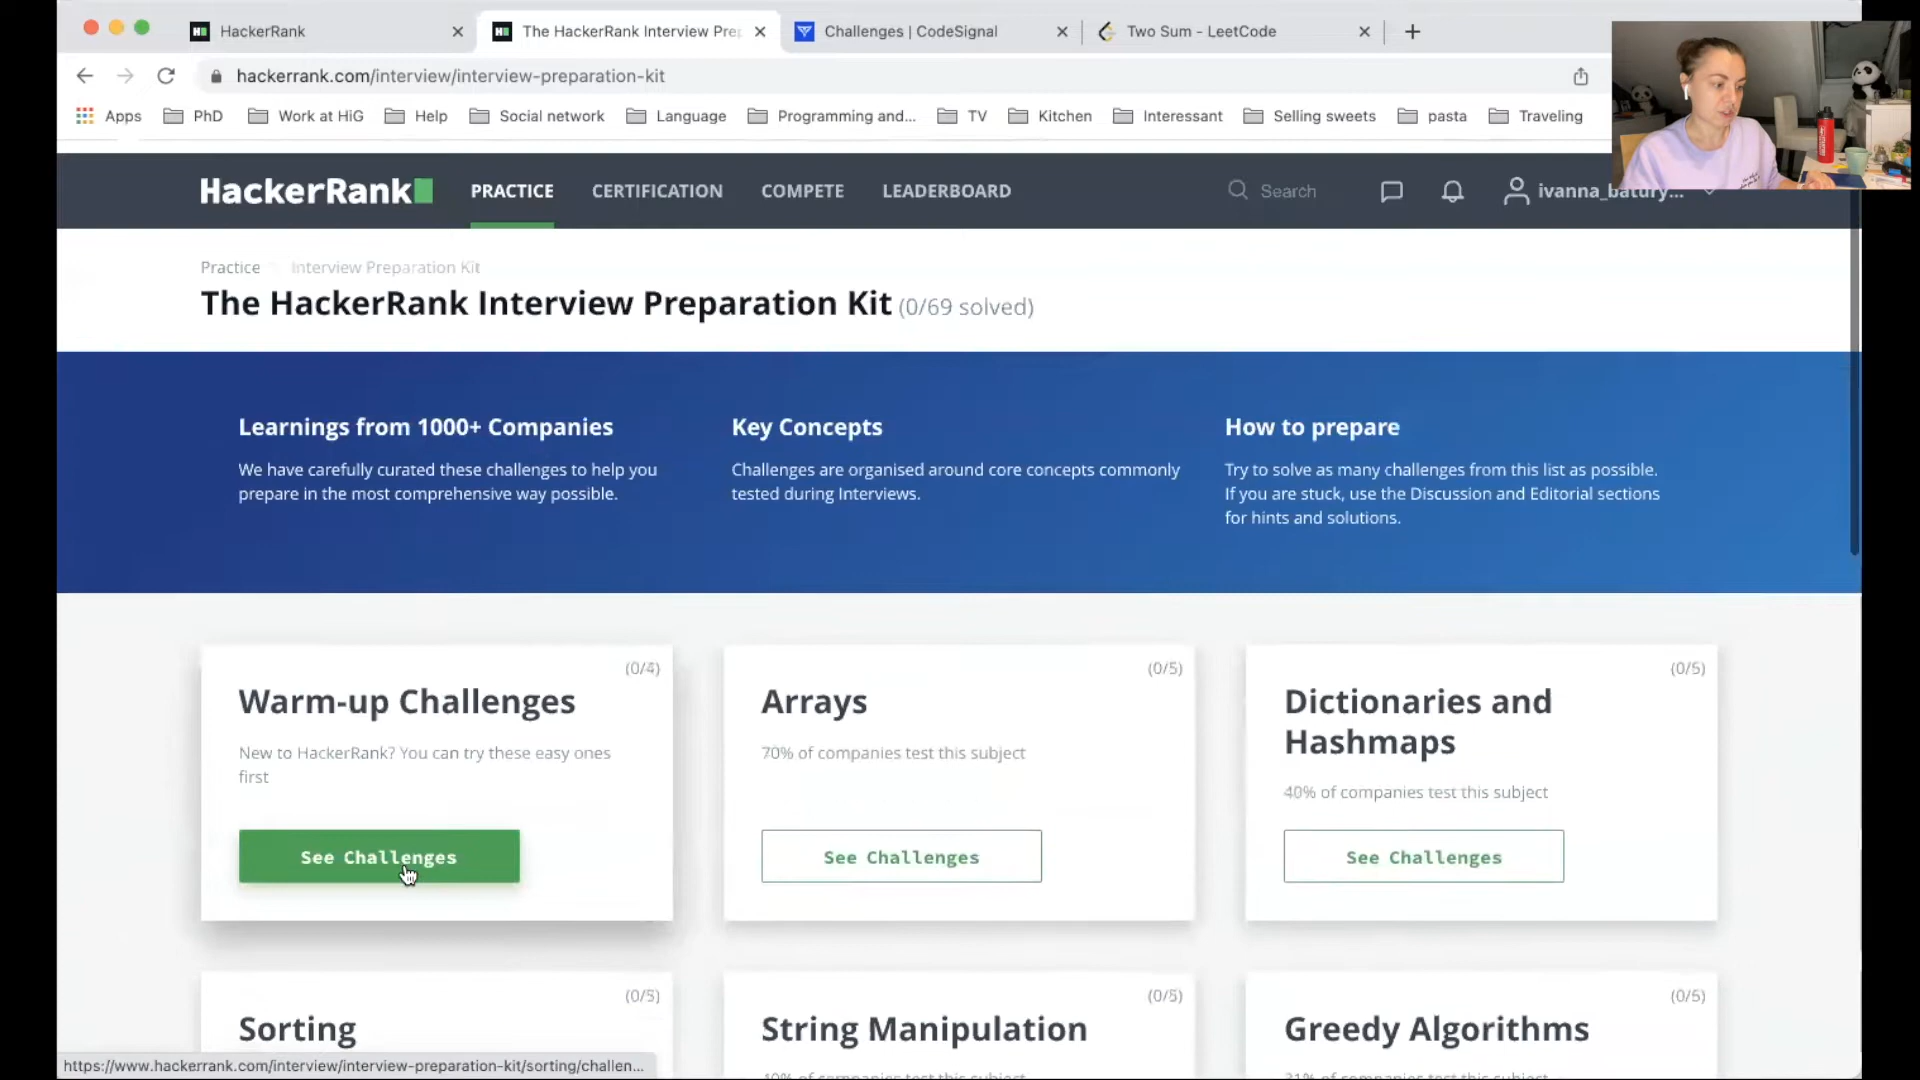 HackerRank
The HackerRank Interview Pre
Challenges | CodeSignal
Two Sum - LeetCode
hackerrank.com/interview/interview-preparation-kit
Apps
PhD
Work at HiG
Help
Social network
Language
Programming and...
TV
Kitchen
Interessant
Selling sweets
pasta
Traveling
HackerRank
PRACTICE
CERTIFICATION
COMPETE
LEADERBOARD
Search
ivanna_batury...
Practice
Interview Preparation Kit
The HackerRank Interview Preparation Kit (0/69 solved)
Learnings from 1000+ Companies
We have carefully curated these challenges to help you
prepare in the most comprehensive way possible.
Key Concepts
Challenges are organised around core concepts commonly
tested during Interviews.
How to prepare
Try to solve as many challenges from this list as possible.
If you are stuck, use the Discussion and Editorial sections
for hints and solutions.
(0/4)
Warm-up Challenges
New to HackerRank? You can try these easy ones
first
See Challenges
(0/5)
Arrays
70% of companies test this subject
See Challenges
(0/5)
Dictionaries and
Hashmaps
40% of companies test this subject
See Challenges
(0/5)
Sorting
(0/5)
String Manipulation
(0/5)
Greedy Algorithms
https://www.hackerrank.com/interview/interview-preparation-kit/sorting/challen...